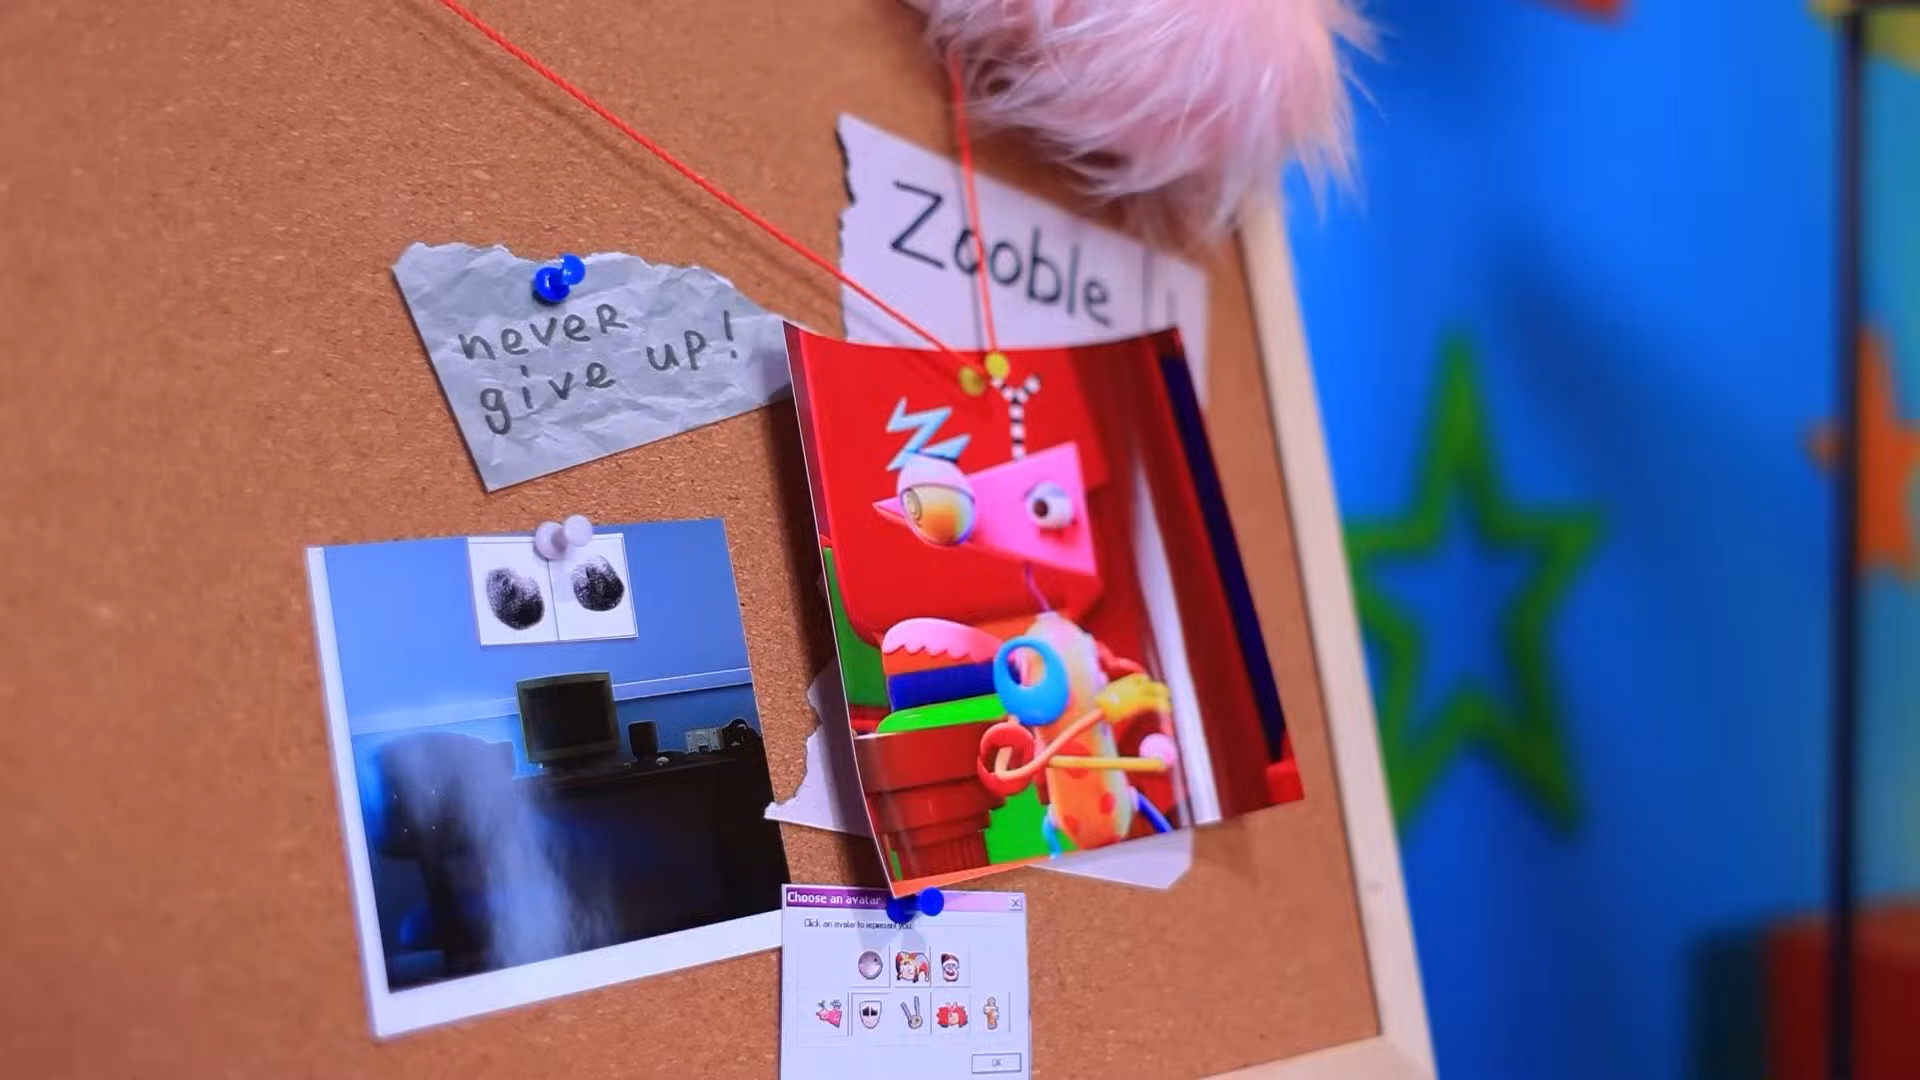 Zooble
never
give up!
Choose an avatar
Click an avatar to represent you.
OK